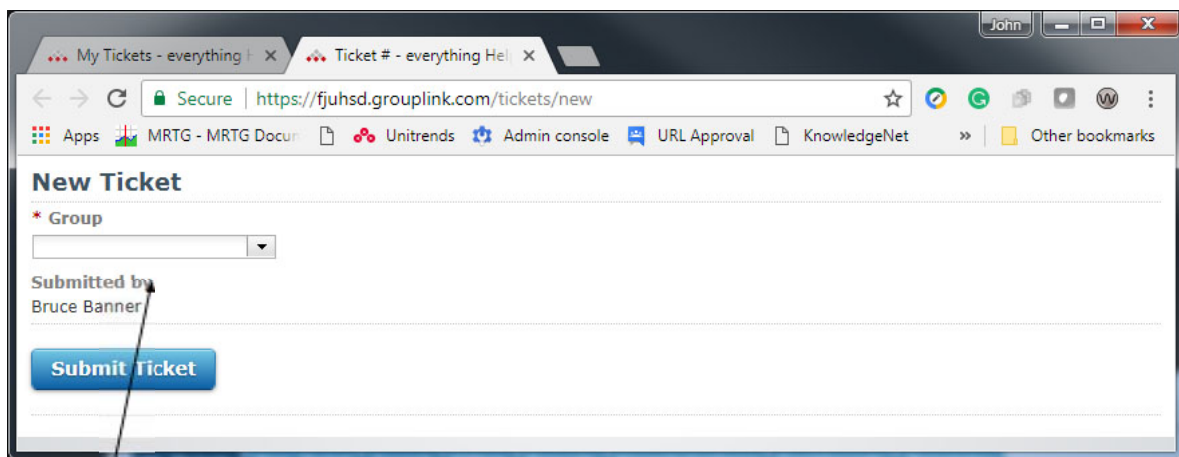 John
My Tickets - everything H
Ticket # - everything Hel
Secure | https://fjuhsd.grouplink.com/tickets/new
Apps MRTG - MRTG Docum Unitrends Admin console URL Approval KnowledgeNet » Other bookmarks
New Ticket
* Group
Submitted by
Bruce Banner
Submit Ticket